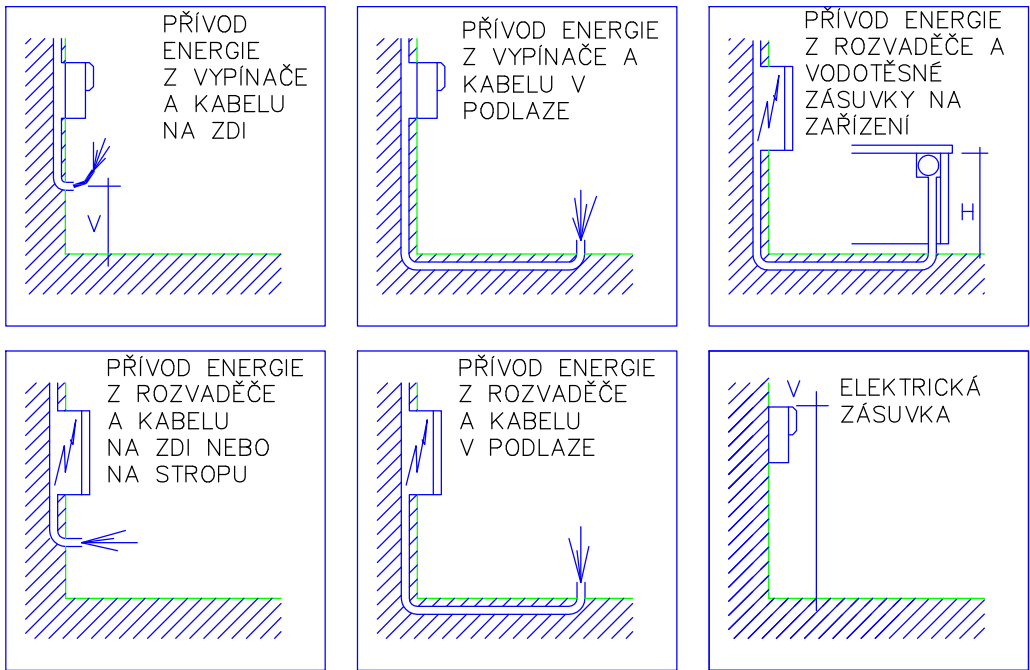 PŘÍVOD
ENERGIE
Z VYPÍNAČE
A KABELU
NA ZDI
V
PŘÍVOD ENERGIE
Z VYPÍNAČE A
KABELU V
PODLAZE
PŘÍVOD ENERGIE
Z ROZVADĚČE A
VODOTĚSNÉ
ZÁSUVKY NA
ZAŘÍZENÍ
H
PŘÍVOD ENERGIE
Z ROZVADĚČE
A KABELU
NA ZDI NEBO
NA STROPU
PŘÍVOD ENERGIE
Z ROZVADĚČE
A KABELU
V PODLAZE
V
ELEKTRICKÁ
ZÁSUVKA